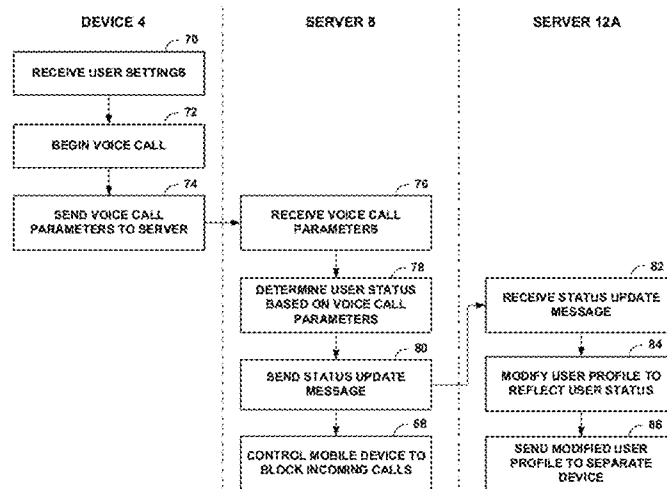 DEVICE 4
SERVER 8
SERVER 12A
70
RECEIVE USER SETTINGS
72
BEGIN VOICE CALL
74
SEND VOICE CALL
PARAMETERS TO SERVER
76
RECEIVE VOICE CALL
PARAMETERS
78
DETERMINE USER STATUS
BASED ON VOICE CALL
PARAMETERS
80
SEND STATUS UPDATE
MESSAGE
68
CONTROL MOBILE DEVICE TO
BLOCK INCOMING CALLS
82
RECEIVE STATUS UPDATE
MESSAGE
84
MODIFY USER PROFILE TO
REFLECT USER STATUS
86
SEND MODIFIED USER
PROFILE TO SEPARATE
DEVICE